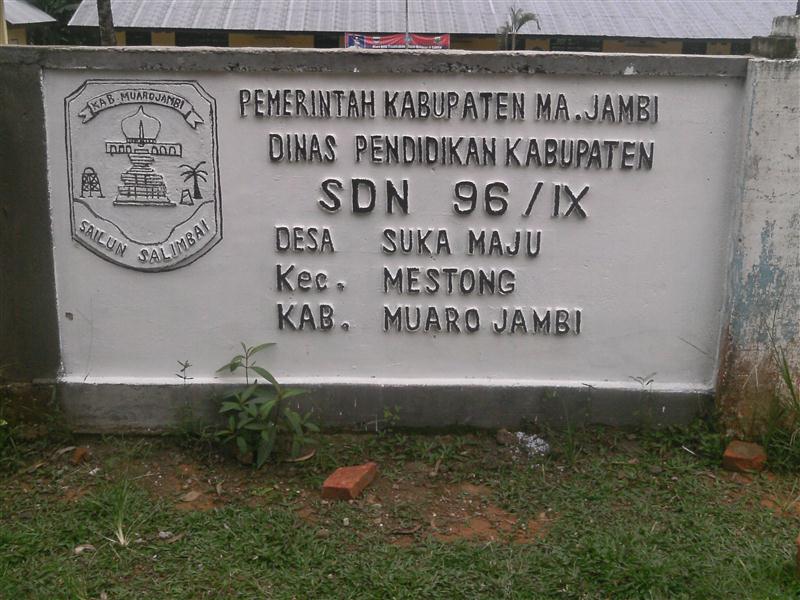 KAB. MUAROJAMBI
SAILUN SALIMBAI
PEMERINTAH KABUPATEN MA.JAMBI
DINAS PENDIDIKAN KABUPATEN
SDN 96/IX
DESA SUKA MAJU
Kec. MESTONG
KAB. MUARO JAMBI